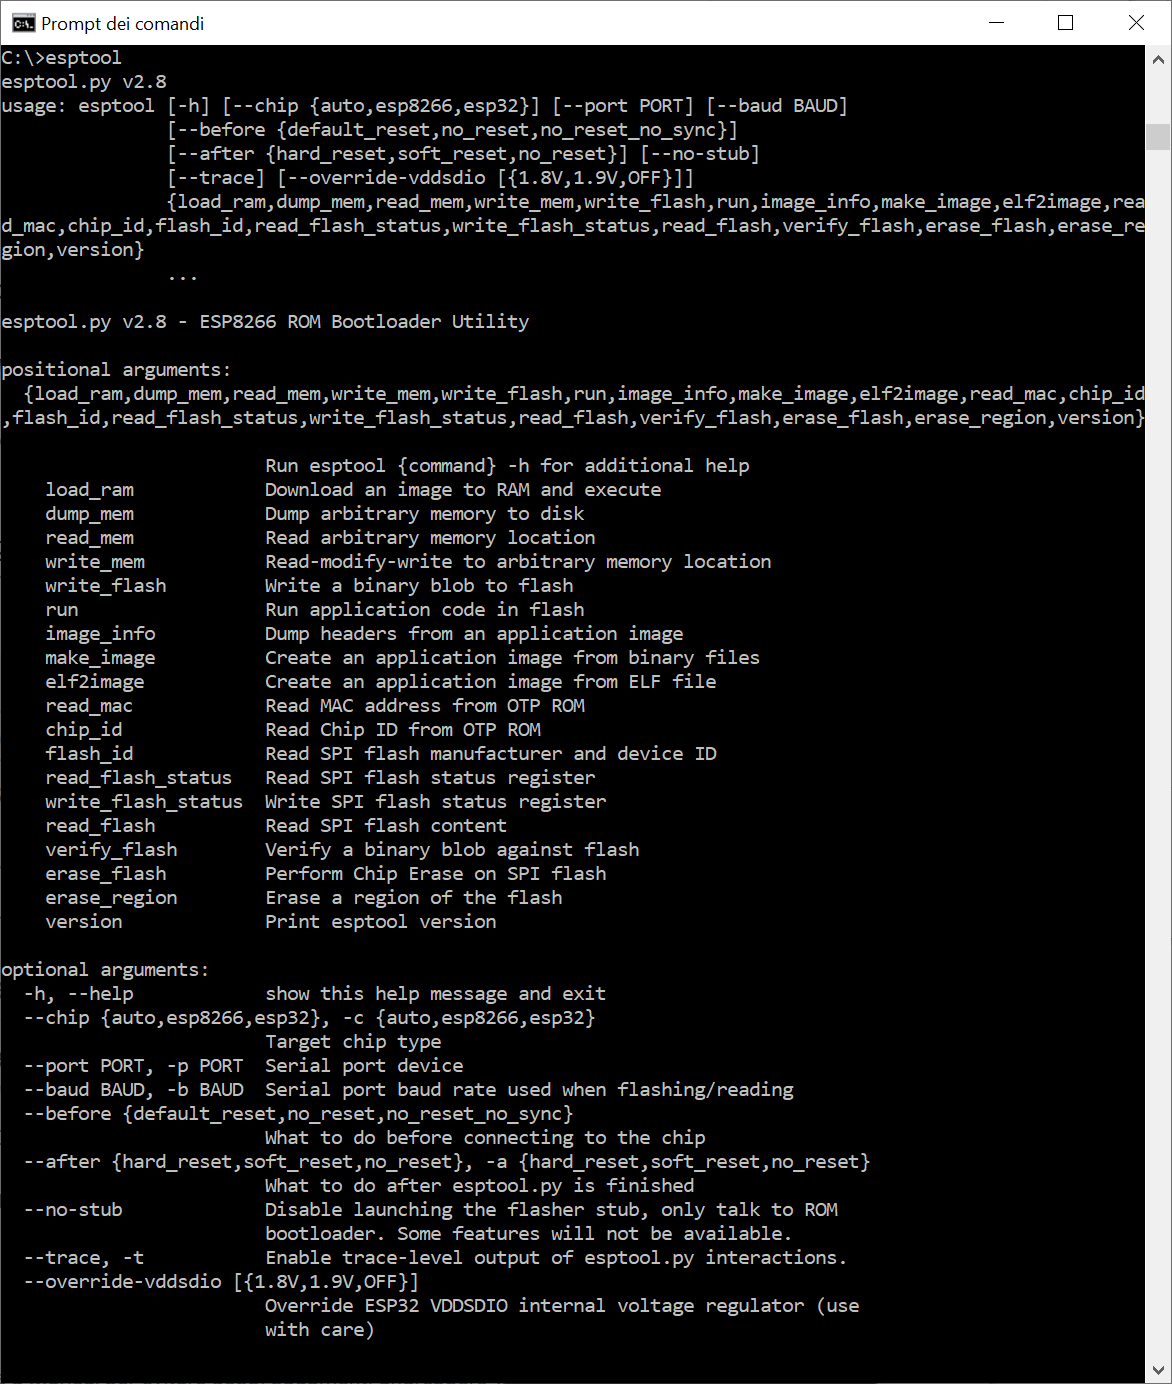 Prompt dei comandi
C:\>esptool
esptool.py v2.8
usage: esptool [-h] [--chip {auto,esp8266,esp32}] [--port PORT] [--baud BAUD]
[--before {default_reset,no_reset,no_reset_no_sync}]
[--after {hard_reset,soft_reset,no_reset}] [--no-stub]
[--trace] [--override-vddsdio [{1.8V,1.9V,OFF}]]
{load_ram,dump_mem,read_mem,write_mem,write_flash,run,image_info,make_image,elf2image,rea
d_mac,chip_id,flash_id,read_flash_status,write_flash_status,read_flash,verify_flash,erase_flash,erase_re
gion,version}
...
esptool.py v2.8 - ESP8266 ROM Bootloader Utility
positional arguments:
{load_ram,dump_mem,read_mem,write_mem,write_flash,run,image_info,make_image,elf2image,read_mac,chip_id
,flash_id,read_flash_status,write_flash_status,read_flash,verify_flash,erase_flash,erase_region,version}
Run esptool {command} -h for additional help
load_ram Download an image to RAM and execute
dump_mem Dump arbitrary memory to disk
read_mem Read arbitrary memory location
write_mem Read-modify-write to arbitrary memory location
write_flash Write a binary blob to flash
run Run application code in flash
image_info Dump headers from an application image
make_image Create an application image from binary files
elf2image Create an application image from ELF file
read_mac Read MAC address from OTP ROM
chip_id Read Chip ID from OTP ROM
flash_id Read SPI flash manufacturer and device ID
read_flash_status Read SPI flash status register
write_flash_status Write SPI flash status register
read_flash Read SPI flash content
verify_flash Verify a binary blob against flash
erase_flash Perform Chip Erase on SPI flash
erase_region Erase a region of the flash
version Print esptool version
optional arguments:
-h, --help show this help message and exit
--chip {auto,esp8266,esp32}, -c {auto,esp8266,esp32}
Target chip type
--port PORT, -p PORT Serial port device
--baud BAUD, -b BAUD Serial port baud rate used when flashing/reading
--before {default_reset,no_reset,no_reset_no_sync}
What to do before connecting to the chip
--after {hard_reset,soft_reset,no_reset}, -a {hard_reset,soft_reset,no_reset}
What to do after esptool.py is finished
--no-stub Disable launching the flasher stub, only talk to ROM
bootloader. Some features will not be available.
--trace, -t Enable trace-level output of esptool.py interactions.
--override-vddsdio [{1.8V,1.9V,OFF}]
Override ESP32 VDDSDIO internal voltage regulator (use
with care)